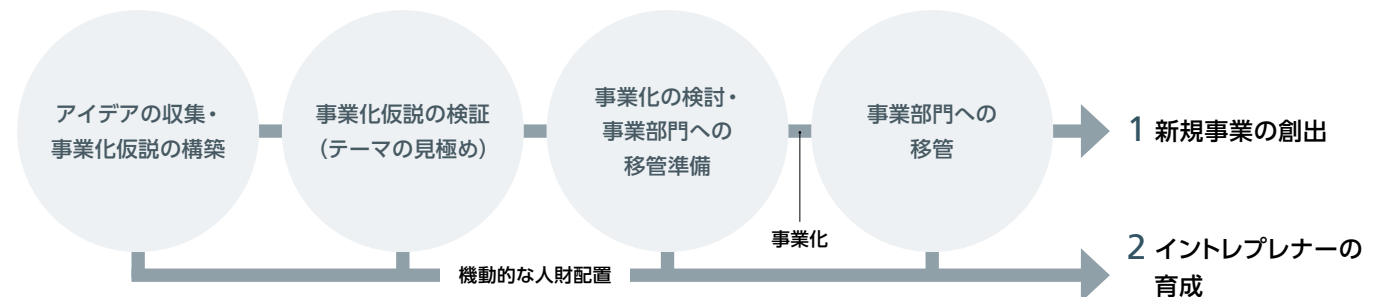 アイデアの収集・
事業化仮説の構築
事業化仮説の検証
(テーマの見極め)
事業化の検討・
事業部門への
移管準備
事業部門への
移管
1 新規事業の創出
事業化
機動的な人財配置
2 イントレプレナーの
育成